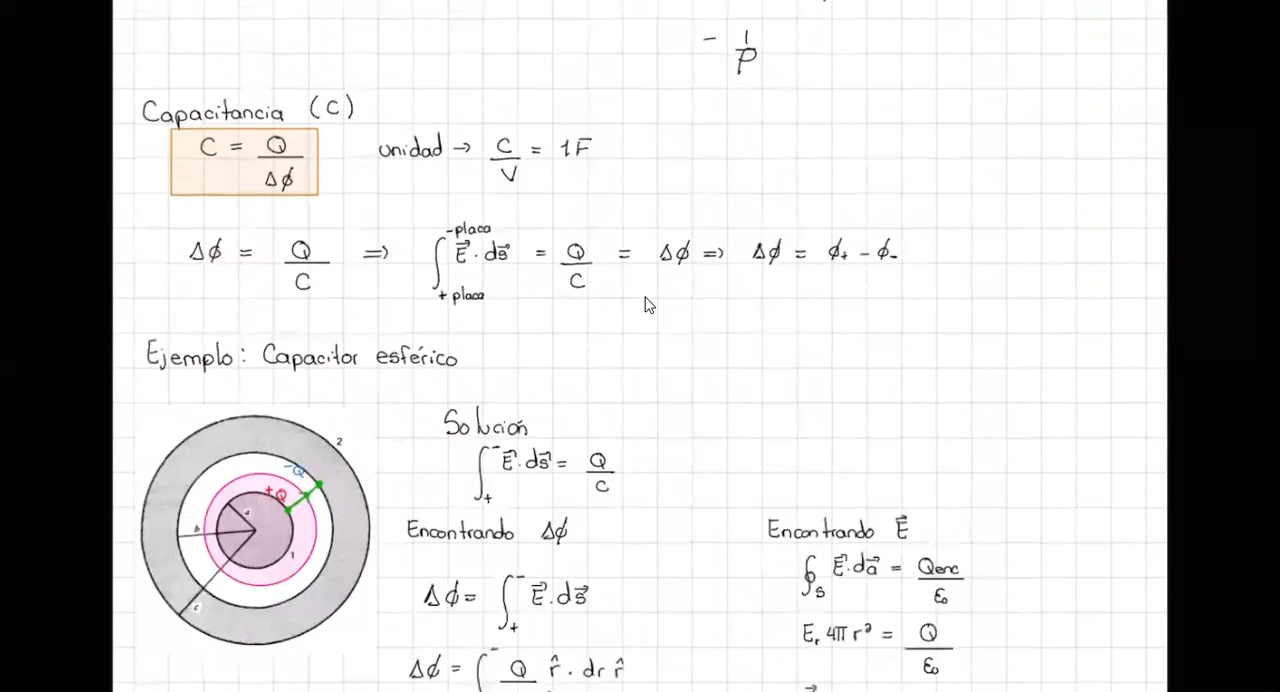 - 1/P
Capacitancia (C)
C = Q/Δϕ unidad → C/V = 1F
Δϕ = Q/C ⇒ ∫₊ placa^-placa E⃗ · ds⃗ = Q/C = Δϕ ⇒ Δϕ = ϕ₊ - ϕ₋
Ejemplo: Capacitor esférico
2
-Q
+Q
a
b
1
c
Solución
∫₊⁻ E⃗ · ds⃗ = Q/C
Encontrando Δϕ
Δϕ = ∫₊⁻ E⃗ · ds⃗
Δϕ = ∫⁻ Q r̂ · dr r̂
Encontrando E⃗
∮s E⃗ · da⃗ = Qenc/ε₀
Er 4π r² = Q/ε₀